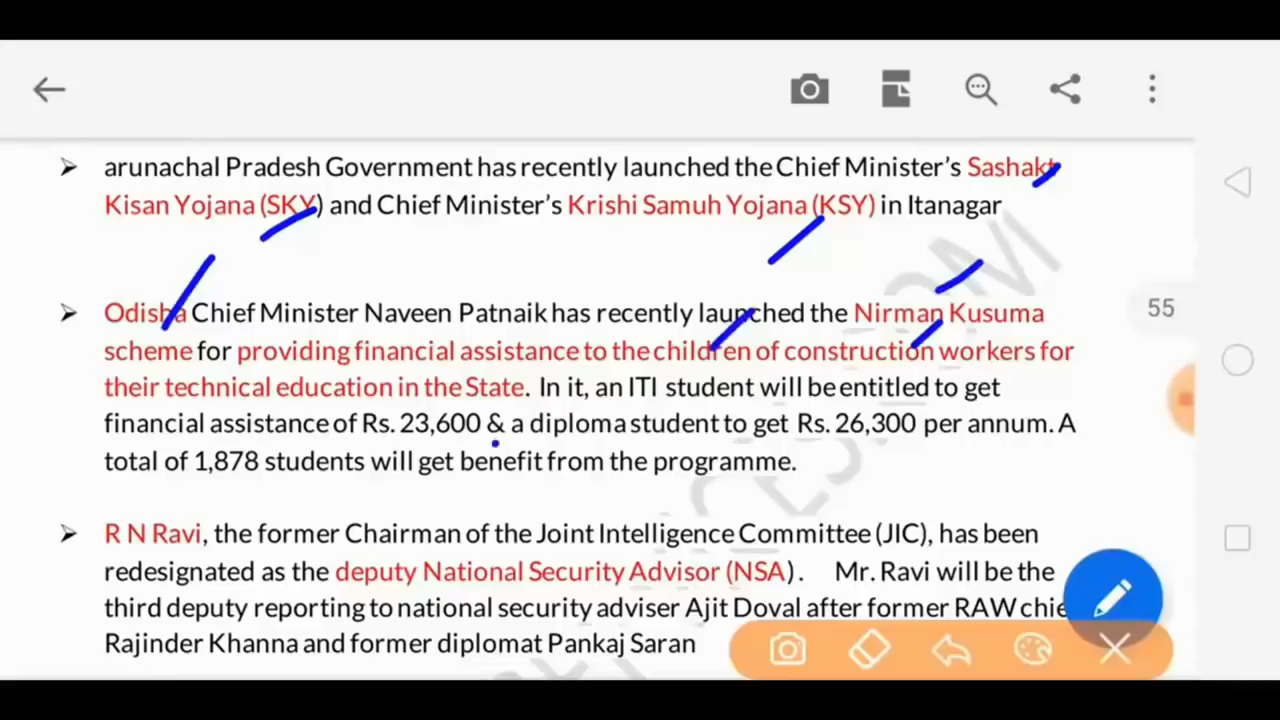 ➢ arunachal Pradesh Government has recently launched the Chief Minister’s Sashakt
Kisan Yojana (SKY) and Chief Minister’s Krishi Samuh Yojana (KSY) in Itanagar
➢ Odisha Chief Minister Naveen Patnaik has recently launched the Nirman Kusuma
55
scheme for providing financial assistance to the children of construction workers for
their technical education in the State. In it, an ITI student will be entitled to get
financial assistance of Rs. 23,600 & a diploma student to get Rs. 26,300 per annum. A
total of 1,878 students will get benefit from the programme.
➢ R N Ravi, the former Chairman of the Joint Intelligence Committee (JIC), has been
redesignated as the deputy National Security Advisor (NSA). Mr. Ravi will be the
third deputy reporting to national security adviser Ajit Doval after former RAW chie
Rajinder Khanna and former diplomat Pankaj Saran